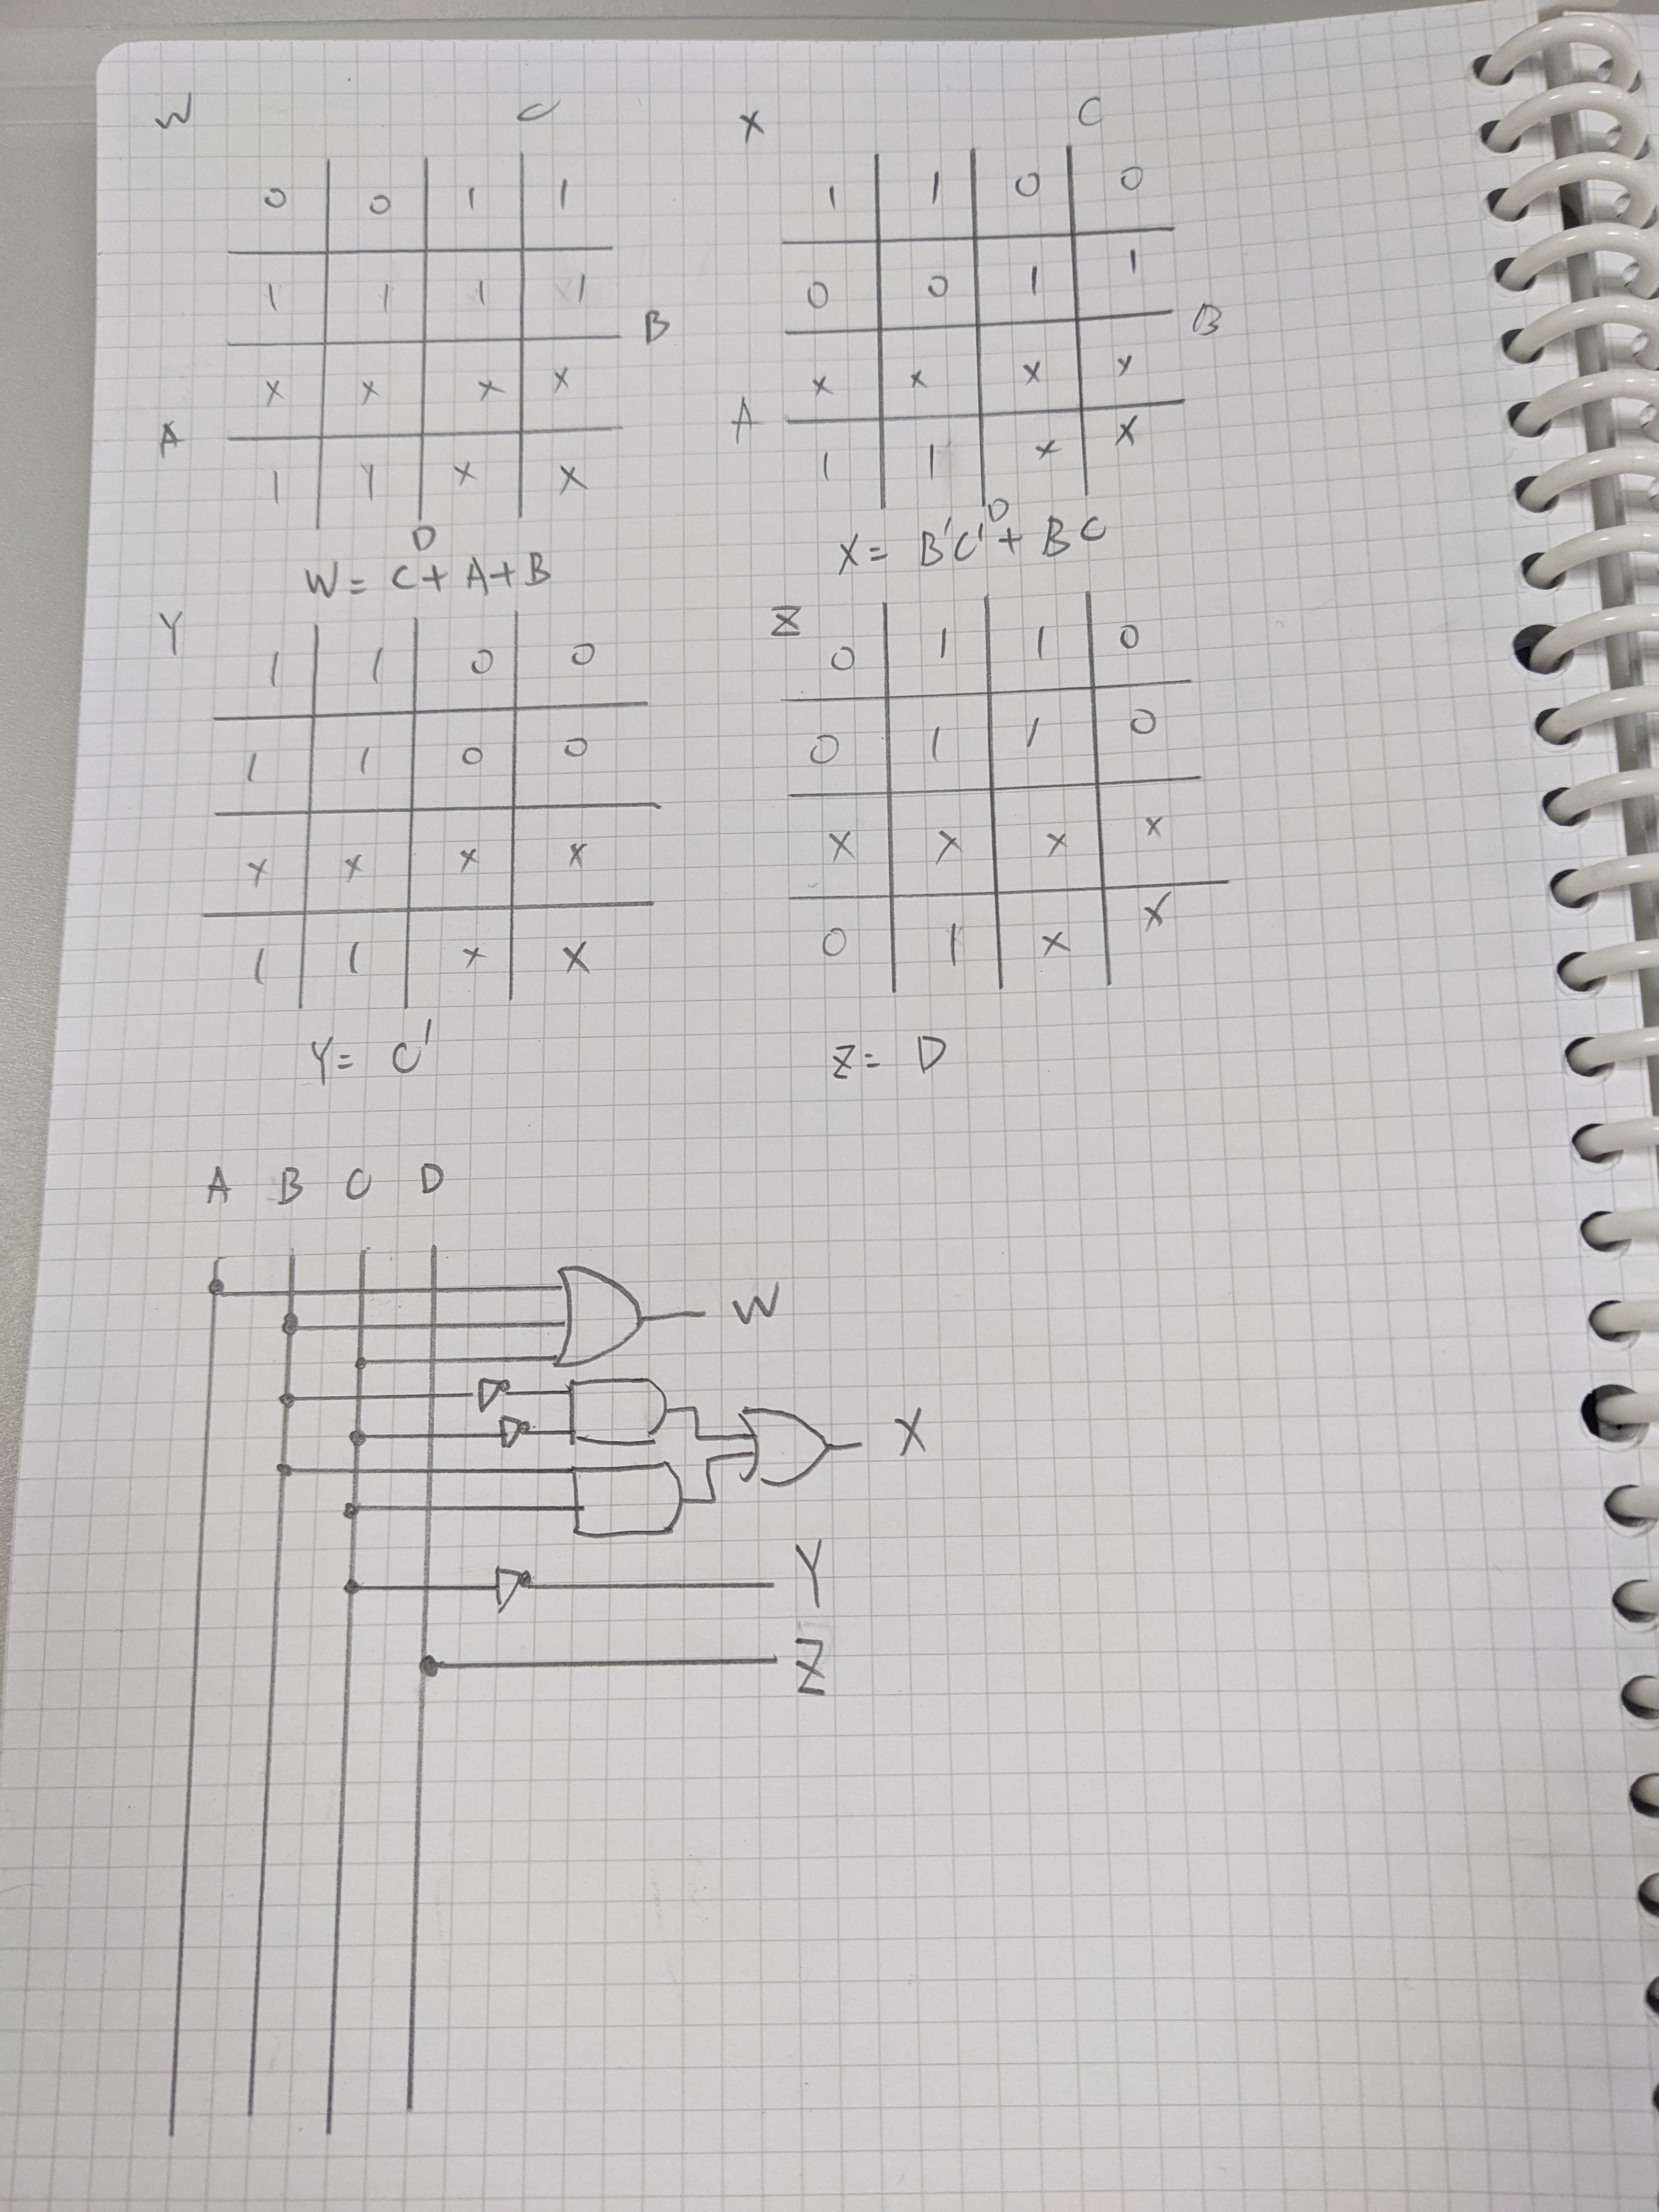 W C
0 0 1 1
1 1 1 1
B
x x x x
A
1 1 x x
D
W = C + A + B
X C
1 1 0 0
0 0 1 1
B
x x x x
A
1 1 x x
D
X = B'C' + BC
Y
1 1 0 0
1 1 0 0
x x x x
1 1 x x
Y = C'
Z
0 1 1 0
0 1 1 0
x x x x
0 1 x x
Z = D
A B C D
W
X
Y
Z